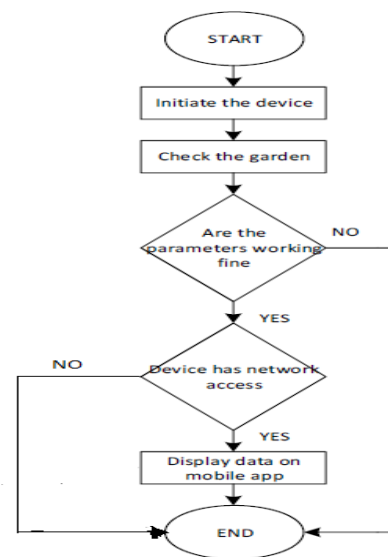 START
Initiate the device
Check the garden
Are the
parameters working
fine
NO
YES
Device has network
access
NO
YES
Display data on
mobile app
END